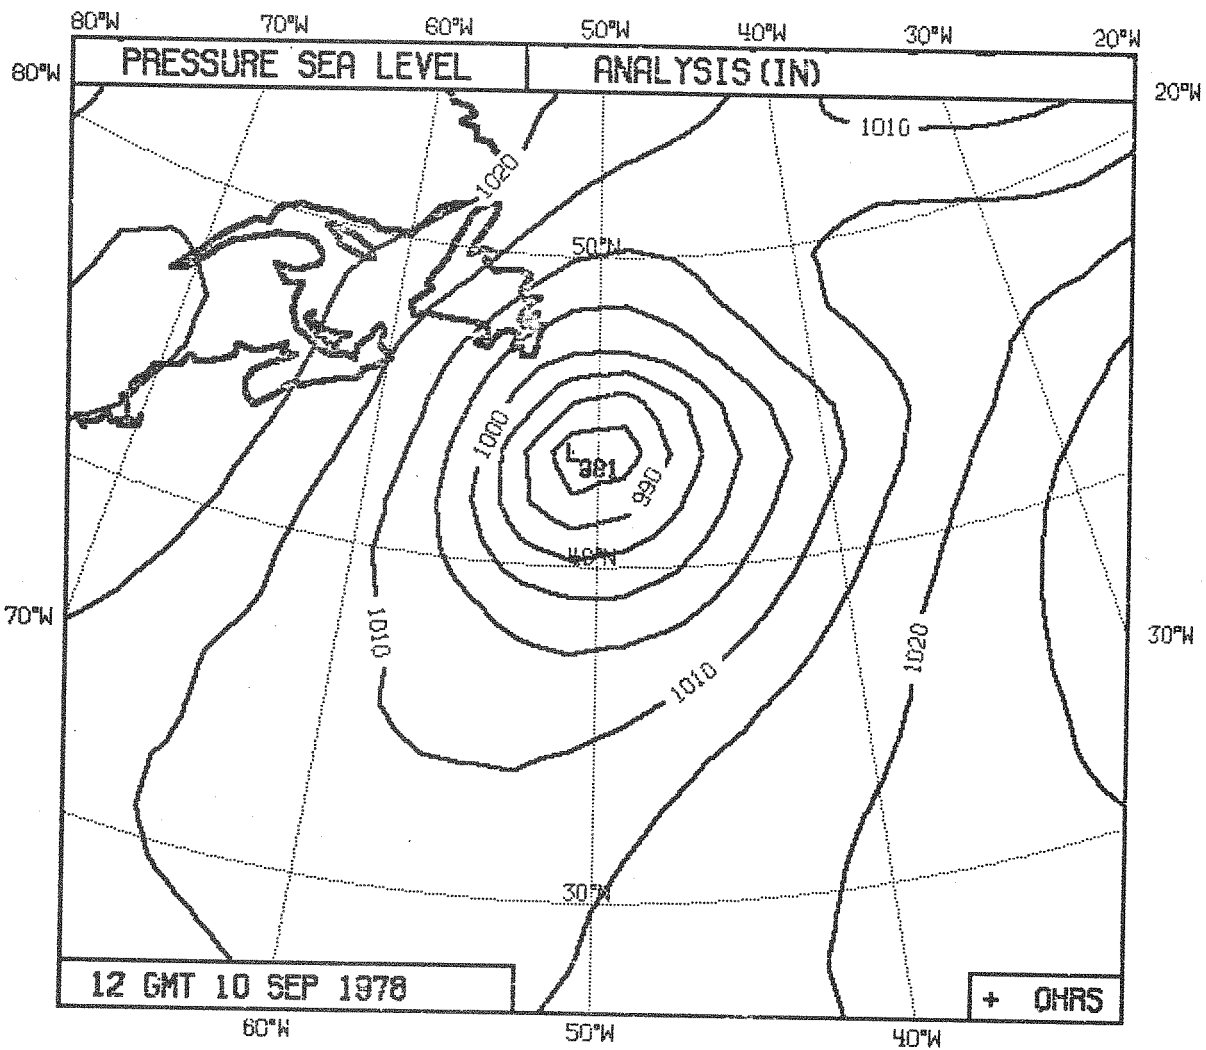 80°W 70°W 60°W 50°W 40°W 30°W 20°W
80°W PRESSURE SEA LEVEL ANALYSIS(IN) 20°W
1010
1020
50°N
1000
L
981
990
40°N
70°W 1010 1020 30°W
1010
30°N
12 GMT 10 SEP 1978 + 0HRS
60°W 50°W 40°W